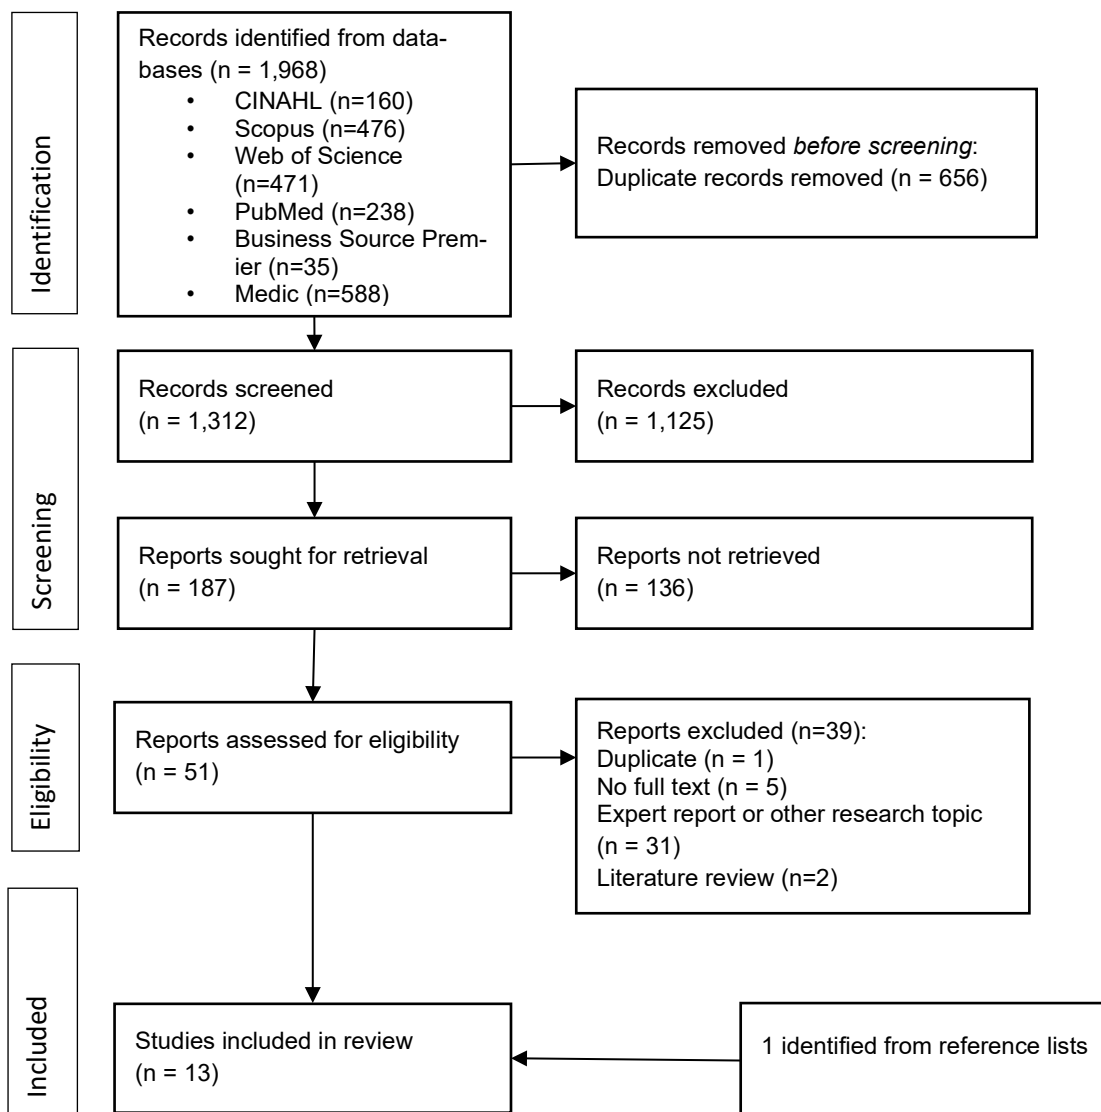 Identification
Records identified from data-
bases (n = 1,968)
• CINAHL (n=160)
• Scopus (n=476)
• Web of Science
(n=471)
• PubMed (n=238)
• Business Source Prem-
ier (n=35)
• Medic (n=588)
Records removed before screening:
Duplicate records removed (n = 656)
Screening
Records screened
(n = 1,312)
Records excluded
(n = 1,125)
Reports sought for retrieval
(n = 187)
Reports not retrieved
(n = 136)
Eligibility
Reports assessed for eligibility
(n = 51)
Reports excluded (n=39):
Duplicate (n = 1)
No full text (n = 5)
Expert report or other research topic
(n = 31)
Literature review (n=2)
Included
Studies included in review
(n = 13)
1 identified from reference lists